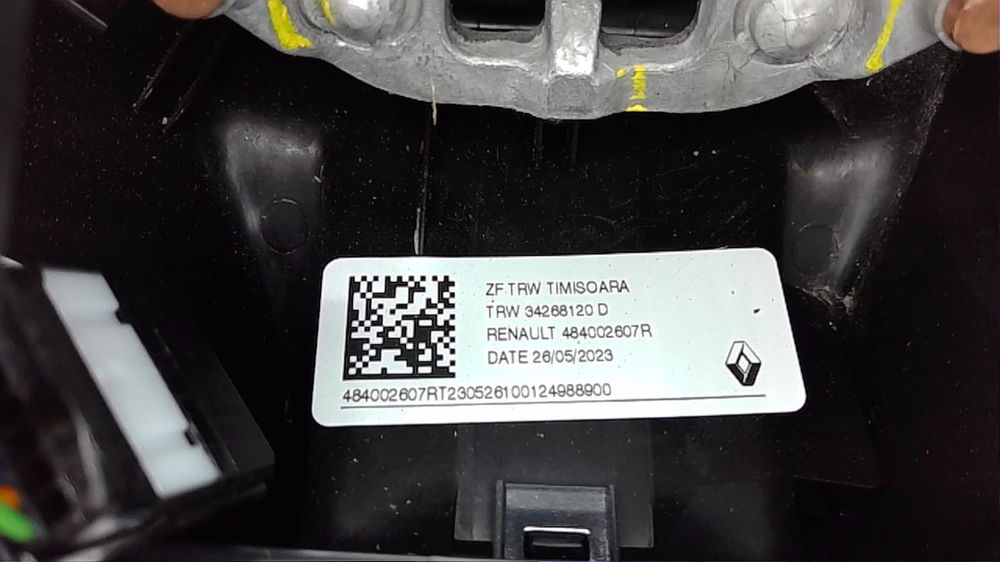 ZF TRW TIMISOARA
TRW 34268120 D
RENAULT 484002607R
DATE 26/05/2023
484002607RT230526100124988900